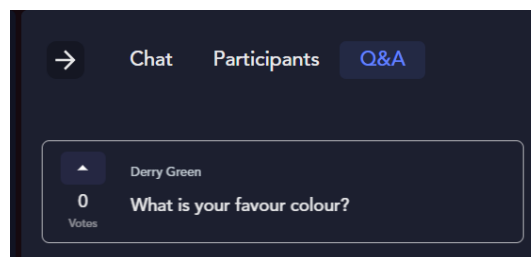 Chat Participants Q&A
Derry Green
0 What is your favour colour?
Votes